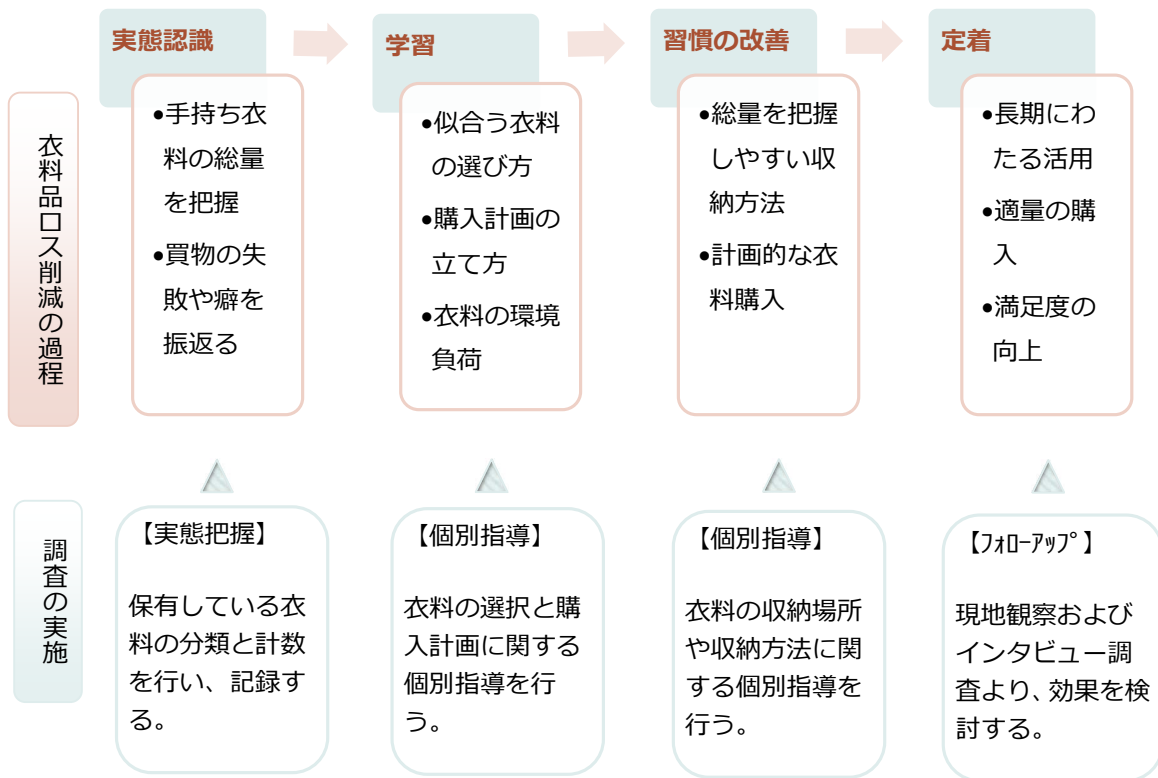 実態認識
学習
習慣の改善
定着
衣料品ロス削減の過程
•手持ち衣
料の総量
を把握
•買物の失
敗や癖を
振返る
•似合う衣料
の選び方
•購入計画の
立て方
•衣料の環境
負荷
•総量を把握
しやすい収
納方法
•計画的な衣
料購入
•長期にわ
たる活用
•適量の購
入
•満足度の
向上
調査の実施
【実態把握】
保有している衣
料の分類と計数
を行い、記録す
る。
【個別指導】
衣料の選択と購
入計画に関する
個別指導を行
う。
【個別指導】
衣料の収納場所
や収納方法に関
する個別指導を
行う。
【ﾌｫﾛｰｱｯﾌﾟ】
現地観察および
インタビュー調
査より、効果を検
討する。